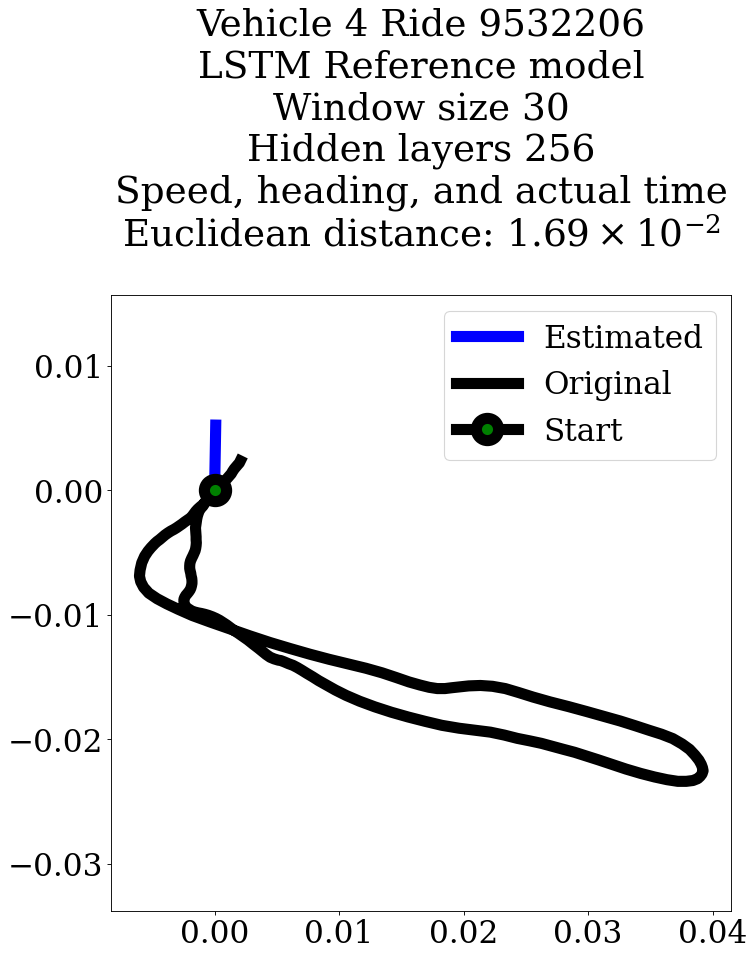 Vehicle 4 Ride 9532206
LSTM Reference model
Window size 30
Hidden layers 256
Speed, heading, and actual time
Euclidean distance: 1.69 × 10⁻²
Estimated
Original
Start
0.01
0.00
−0.01
−0.02
−0.03
0.00 0.01 0.02 0.03 0.04